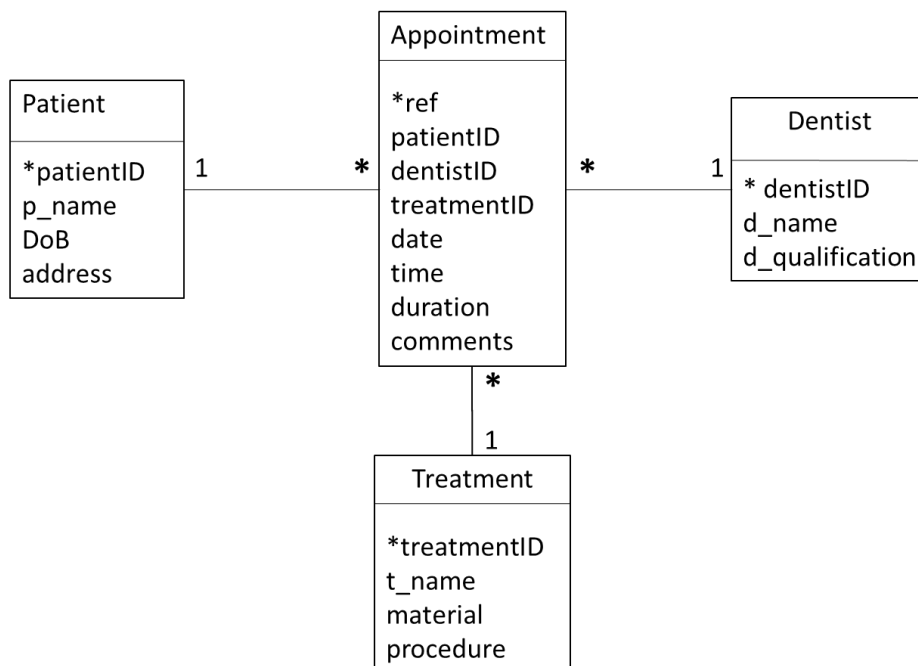 Patient
*patientID
p_name
DoB
address
1
*
Appointment
*ref
patientID
dentistID
treatmentID
date
time
duration
comments
*
1
Dentist
* dentistID
d_name
d_qualification
*
1
Treatment
*treatmentID
t_name
material
procedure